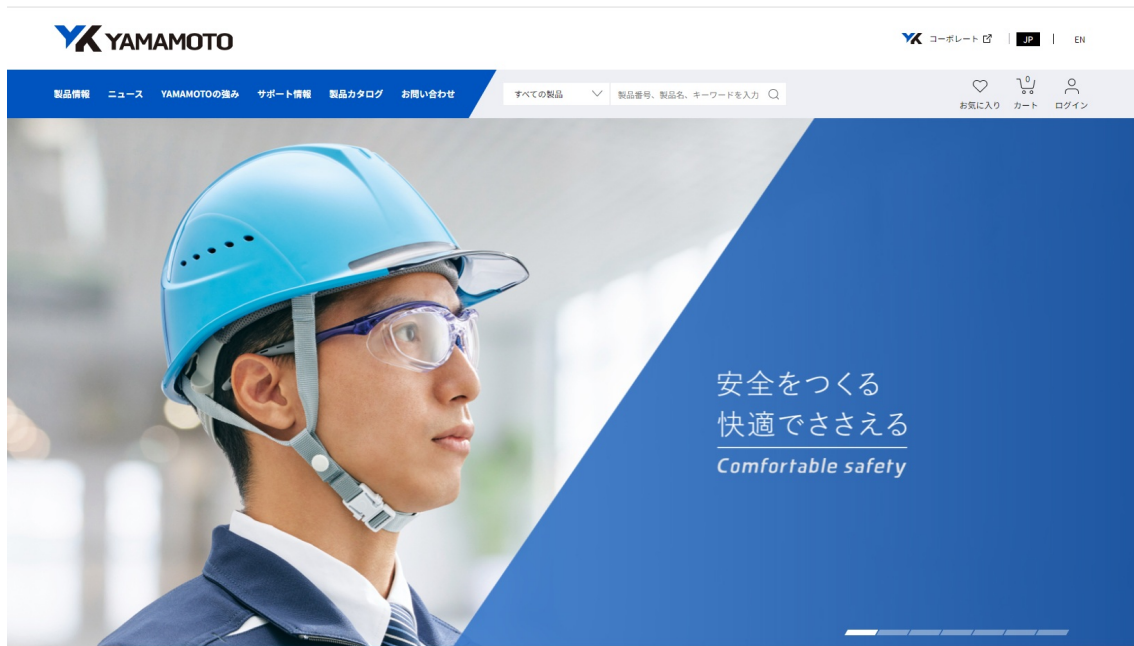 YK YAMAMOTO
YK コーポレート | JP | EN
製品情報 ニュース YAMAMOTOの強み サポート情報 製品カタログ お問い合わせ
すべての製品 製品番号、製品名、キーワードを入力
0
お気に入り カート ログイン
安全をつくる
快適でささえる
Comfortable safety